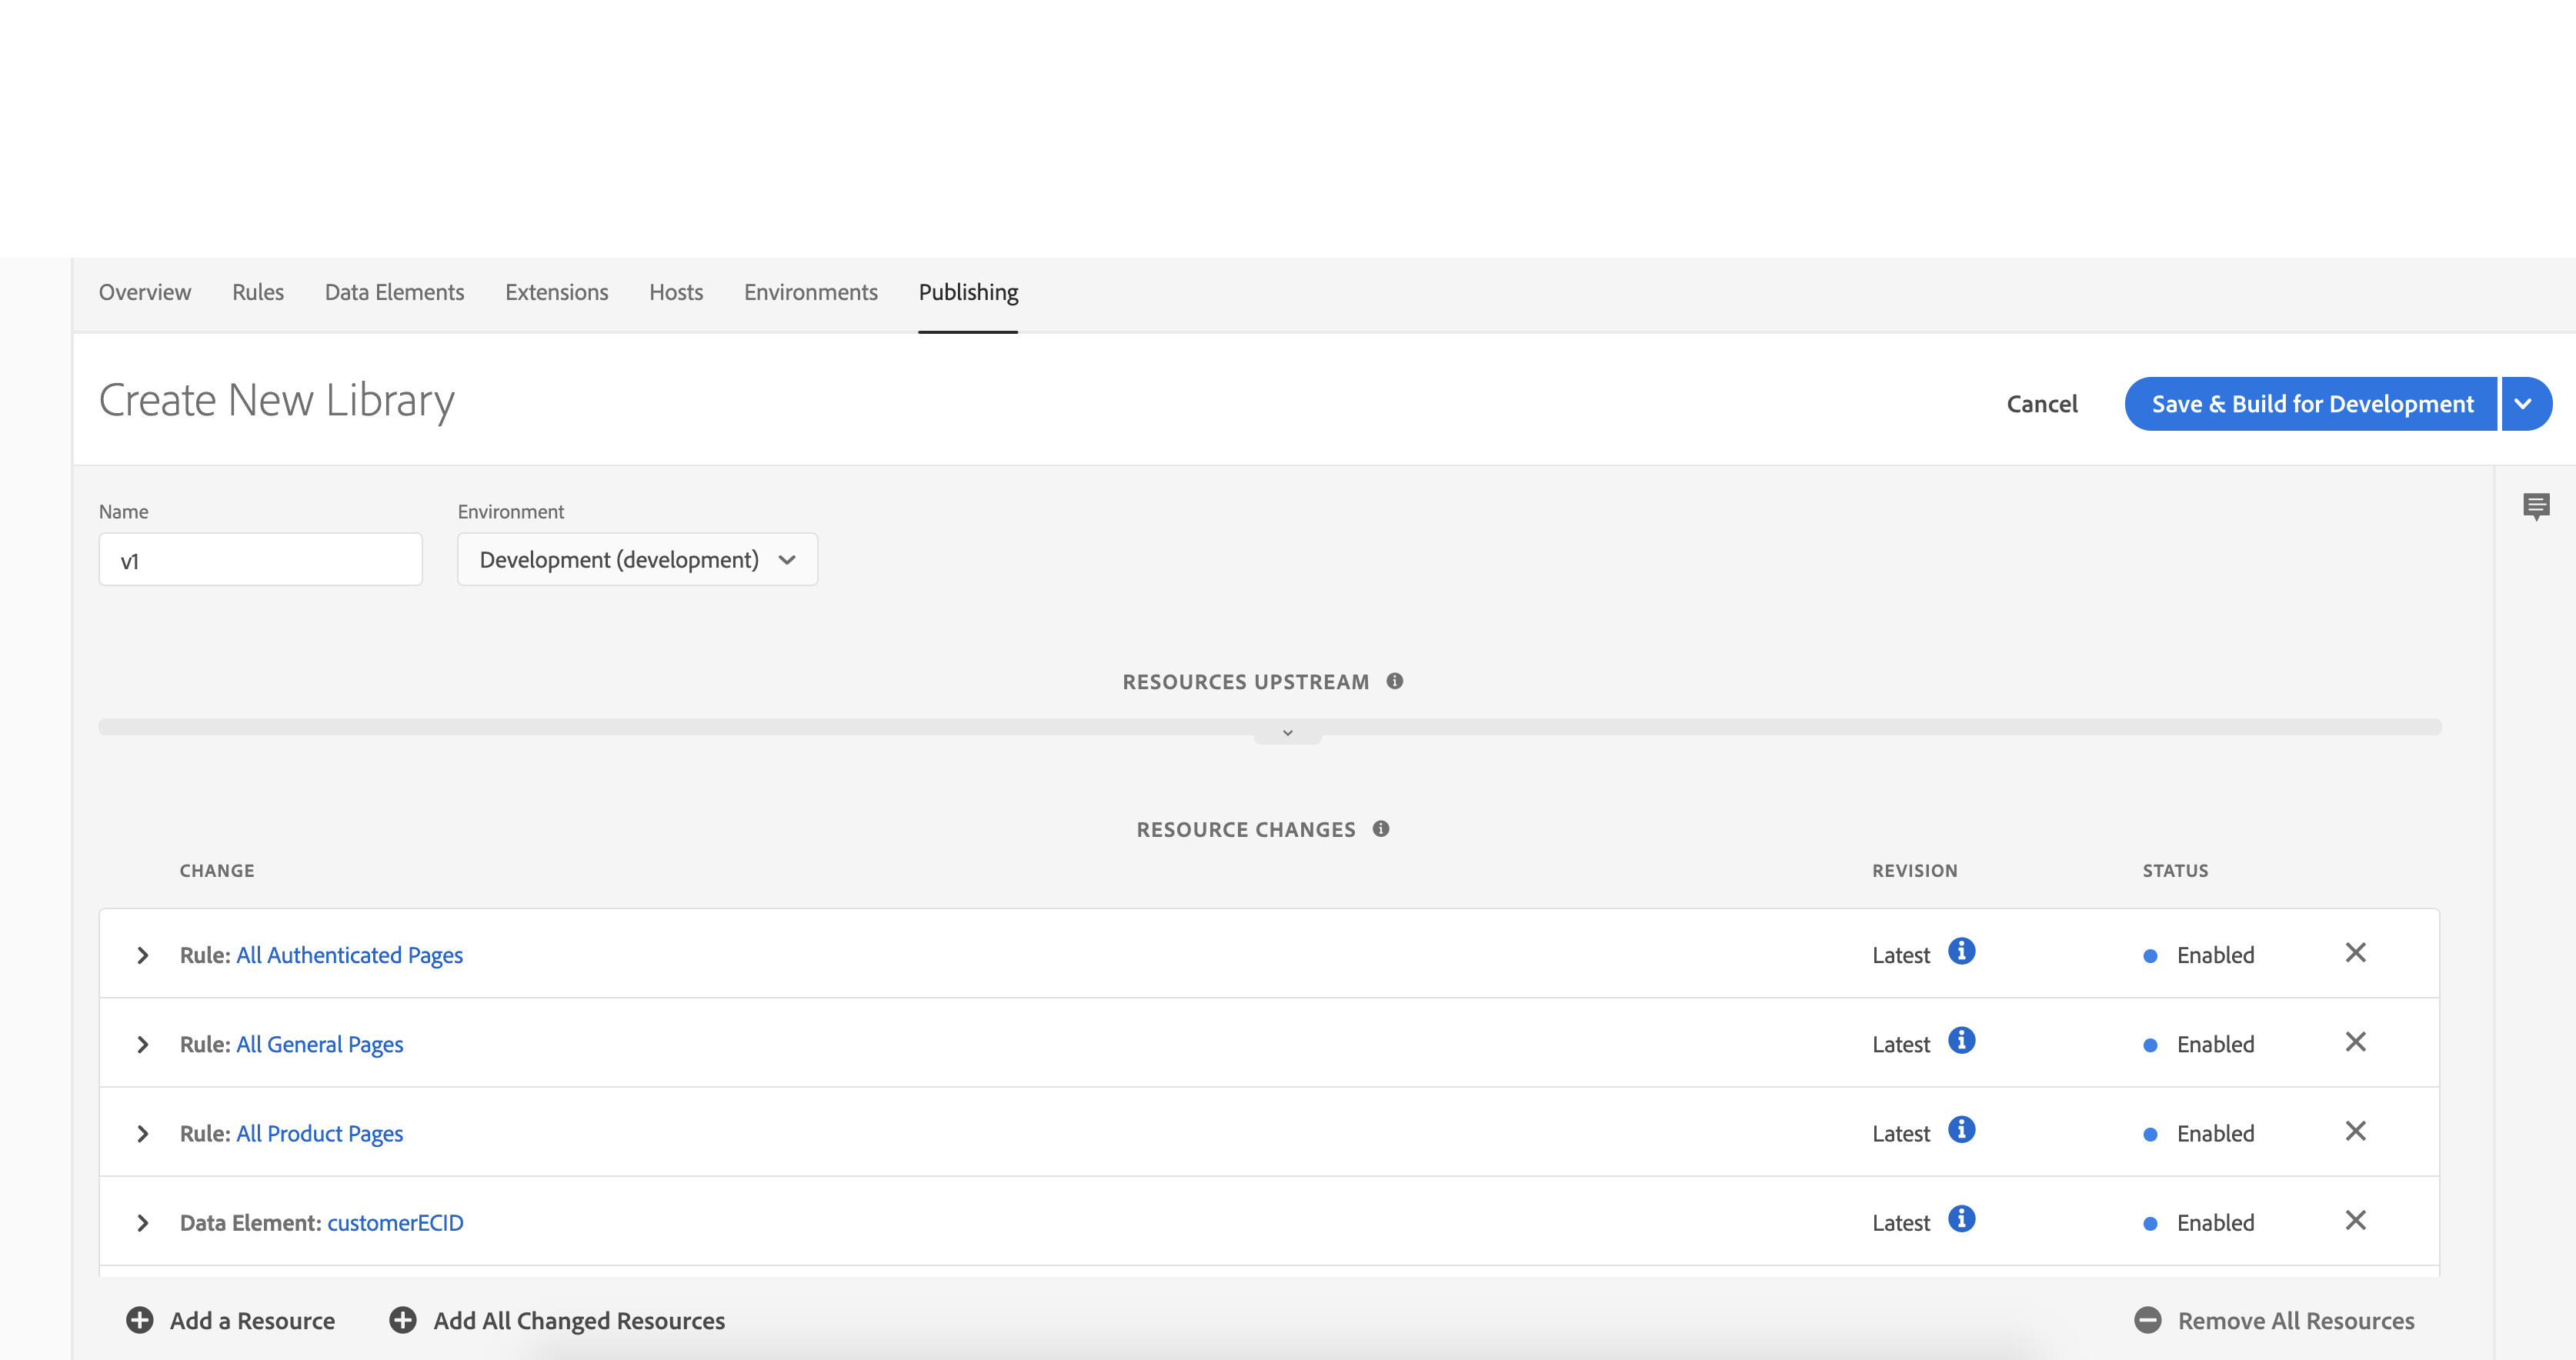 Overview Rules Data Elements Extensions Hosts Environments Publishing
Create New Library
Cancel Save & Build for Development
Name Environment
v1 Development (development)
RESOURCES UPSTREAM
RESOURCE CHANGES
CHANGE REVISION STATUS
Rule: All Authenticated Pages Latest Enabled
Rule: All General Pages Latest Enabled
Rule: All Product Pages Latest Enabled
Data Element: customerECID Latest Enabled
Add a Resource Add All Changed Resources Remove All Resources